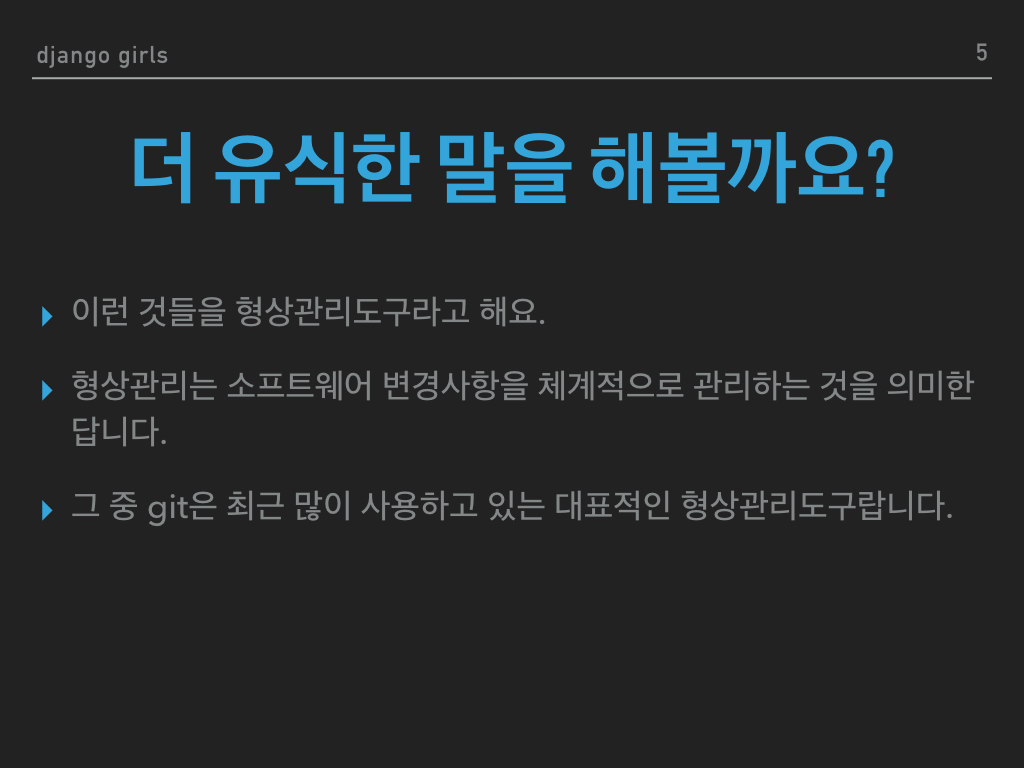 django girls
5
더 유식한 말을 해볼까요?
이런 것들을 형상관리도구라고 해요.
형상관리는 소프트웨어 변경사항을 체계적으로 관리하는 것을 의미한
답니다.
그 중 git은 최근 많이 사용하고 있는 대표적인 형상관리도구랍니다.